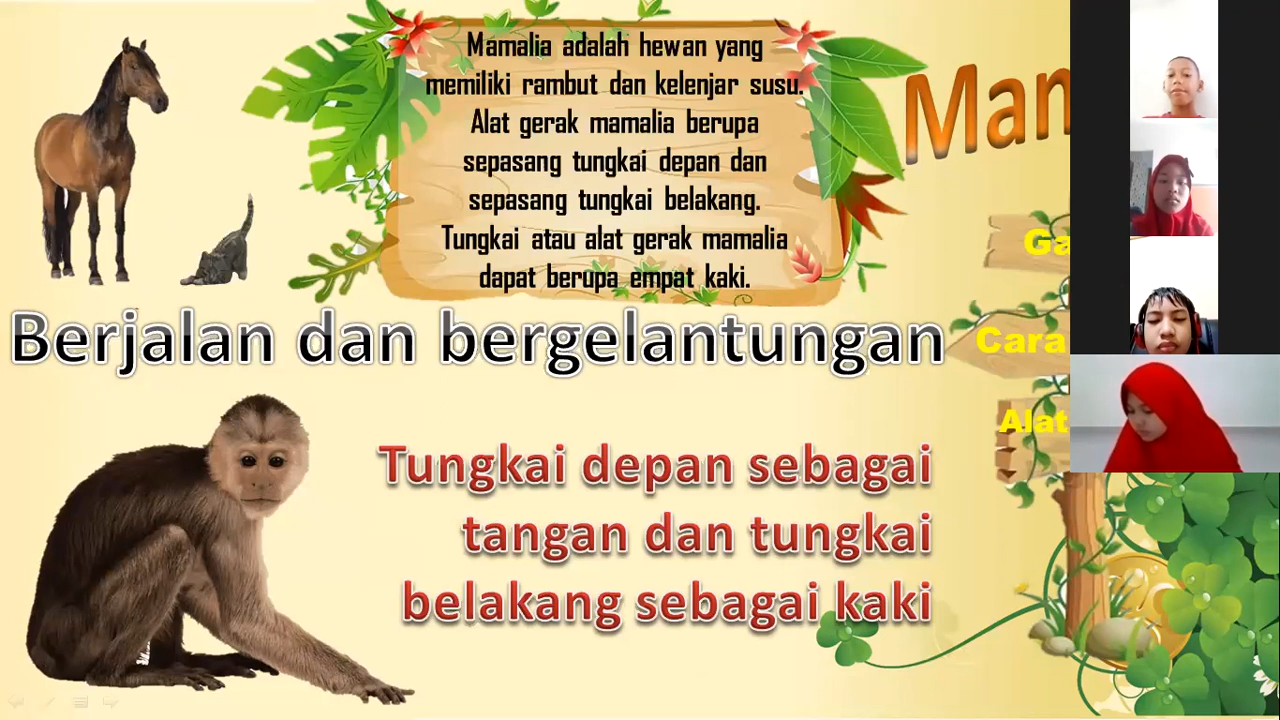 Mamalia adalah hewan yang
memiliki rambut dan kelenjar susu.
Alat gerak mamalia berupa
sepasang tungkai depan dan
sepasang tungkai belakang.
Tungkai atau alat gerak mamalia
dapat berupa empat kaki.
Mam
Ga
Cara
Alat
Berjalan dan bergelantungan
Tungkai depan sebagai
tangan dan tungkai
belakang sebagai kaki